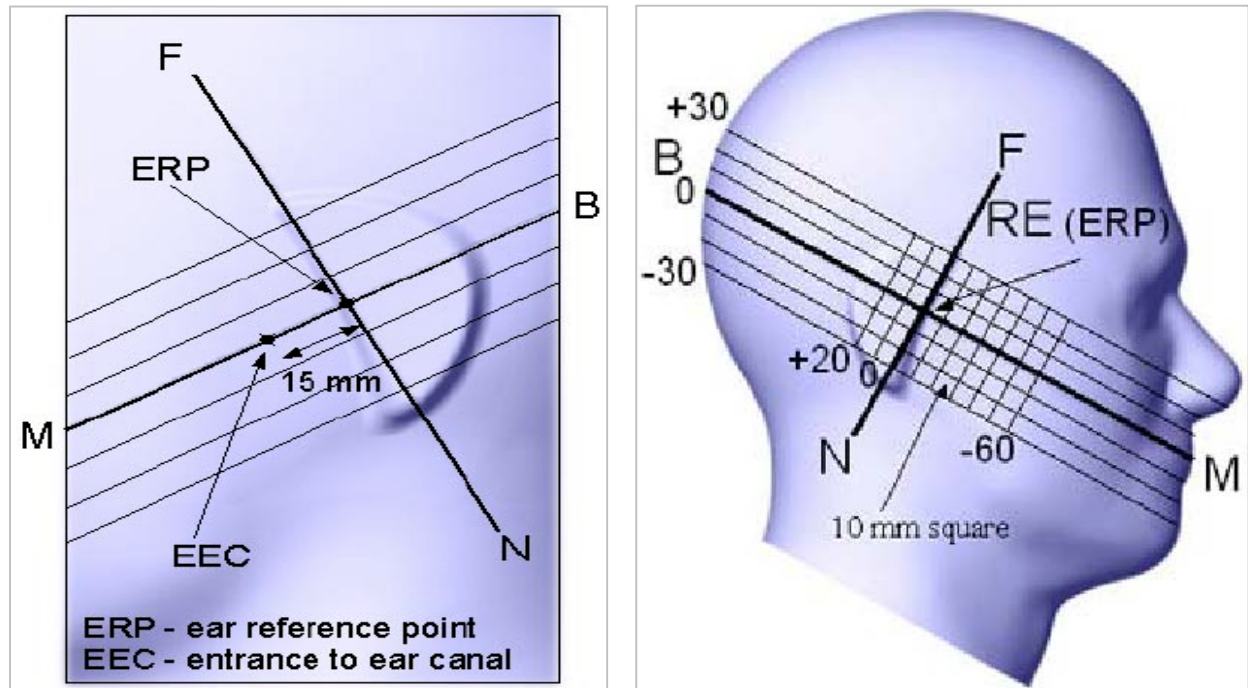 F
ERP
B
15 mm
M
EEC
N
ERP - ear reference point
EEC - entrance to ear canal
+30
B
0
F
RE (ERP)
-30
+20
0
N
-60
M
10 mm square